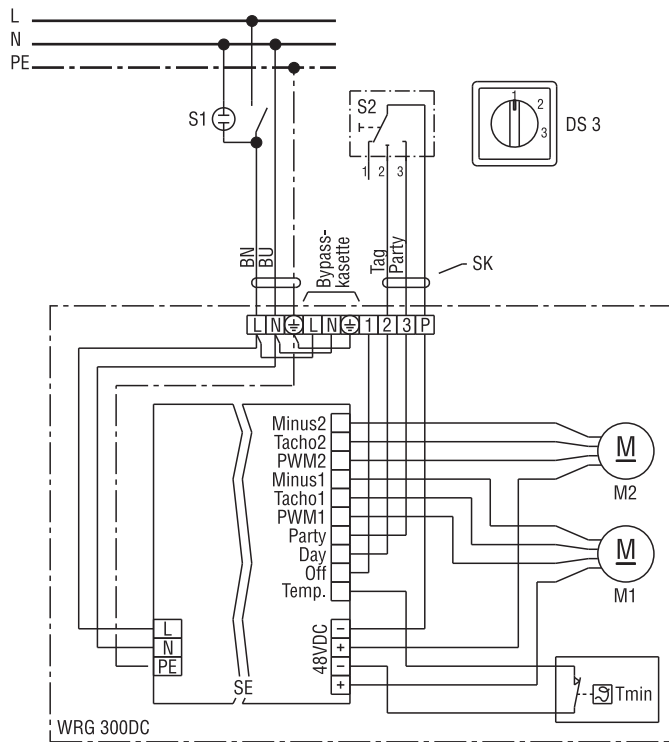 L
N
PE
S1
S2
1 2 3
1
2
3
DS 3
BN
BU
Bypass-
kasette
Tag
Party
SK
L N L N 1 2 3 P
Minus2
Tacho2
PWM2
Minus1
Tacho1
PWM1
Party
Day
Off
Temp.
M
M2
M
M1
L
N
PE
SE
48VDC
–
+
–
+
Tmin
WRG 300DC